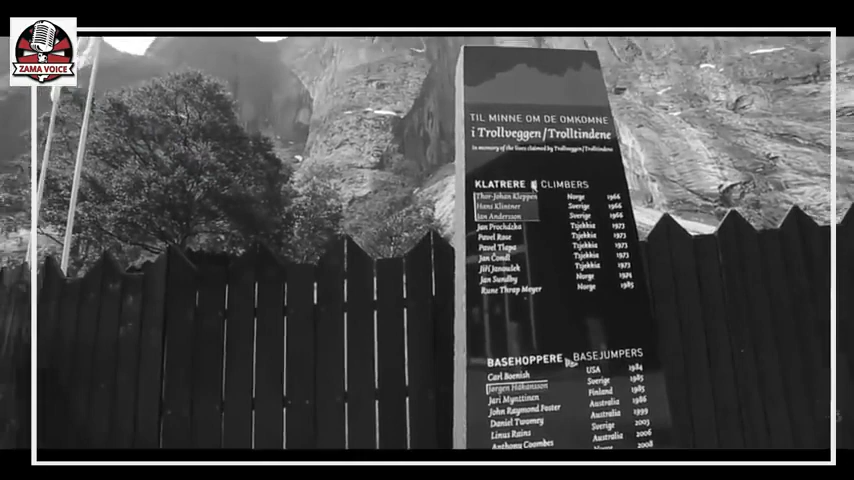 ZAMA VOICE
TIL MINNE OM DE OMKOMNE
i Trollveggen/Trolltindene
In memory of the lives claimed by Trollveggen/Trolltindene
KLATRERE CLIMBERS
Thor-Johan Kleppen Norge 1966
Hans Klintner Sverige 1966
Jan Andersson Sverige 1966
Jan Procházka Tsjekkia 1973
Pavel Rose Tsjekkia 1973
Pavel Tlapa Tsjekkia 1973
Jan Čondl Tsjekkia 1973
Jiří Janoušek Tsjekkia 1973
Jan Sundby Norge 1974
Rune Thrap Meyer Norge 1985
BASEHOPPERE BASEJUMPERS
Carl Boenish USA 1984
Jørgen Håkansson Sverige 1985
Jari Mynttinen Finland 1985
John Raymond Foster Australia 1986
Daniel Twomey Australia 1999
Linus Rains Sverige 2003
Anthony Coombes Australia 2006
Norge 2008